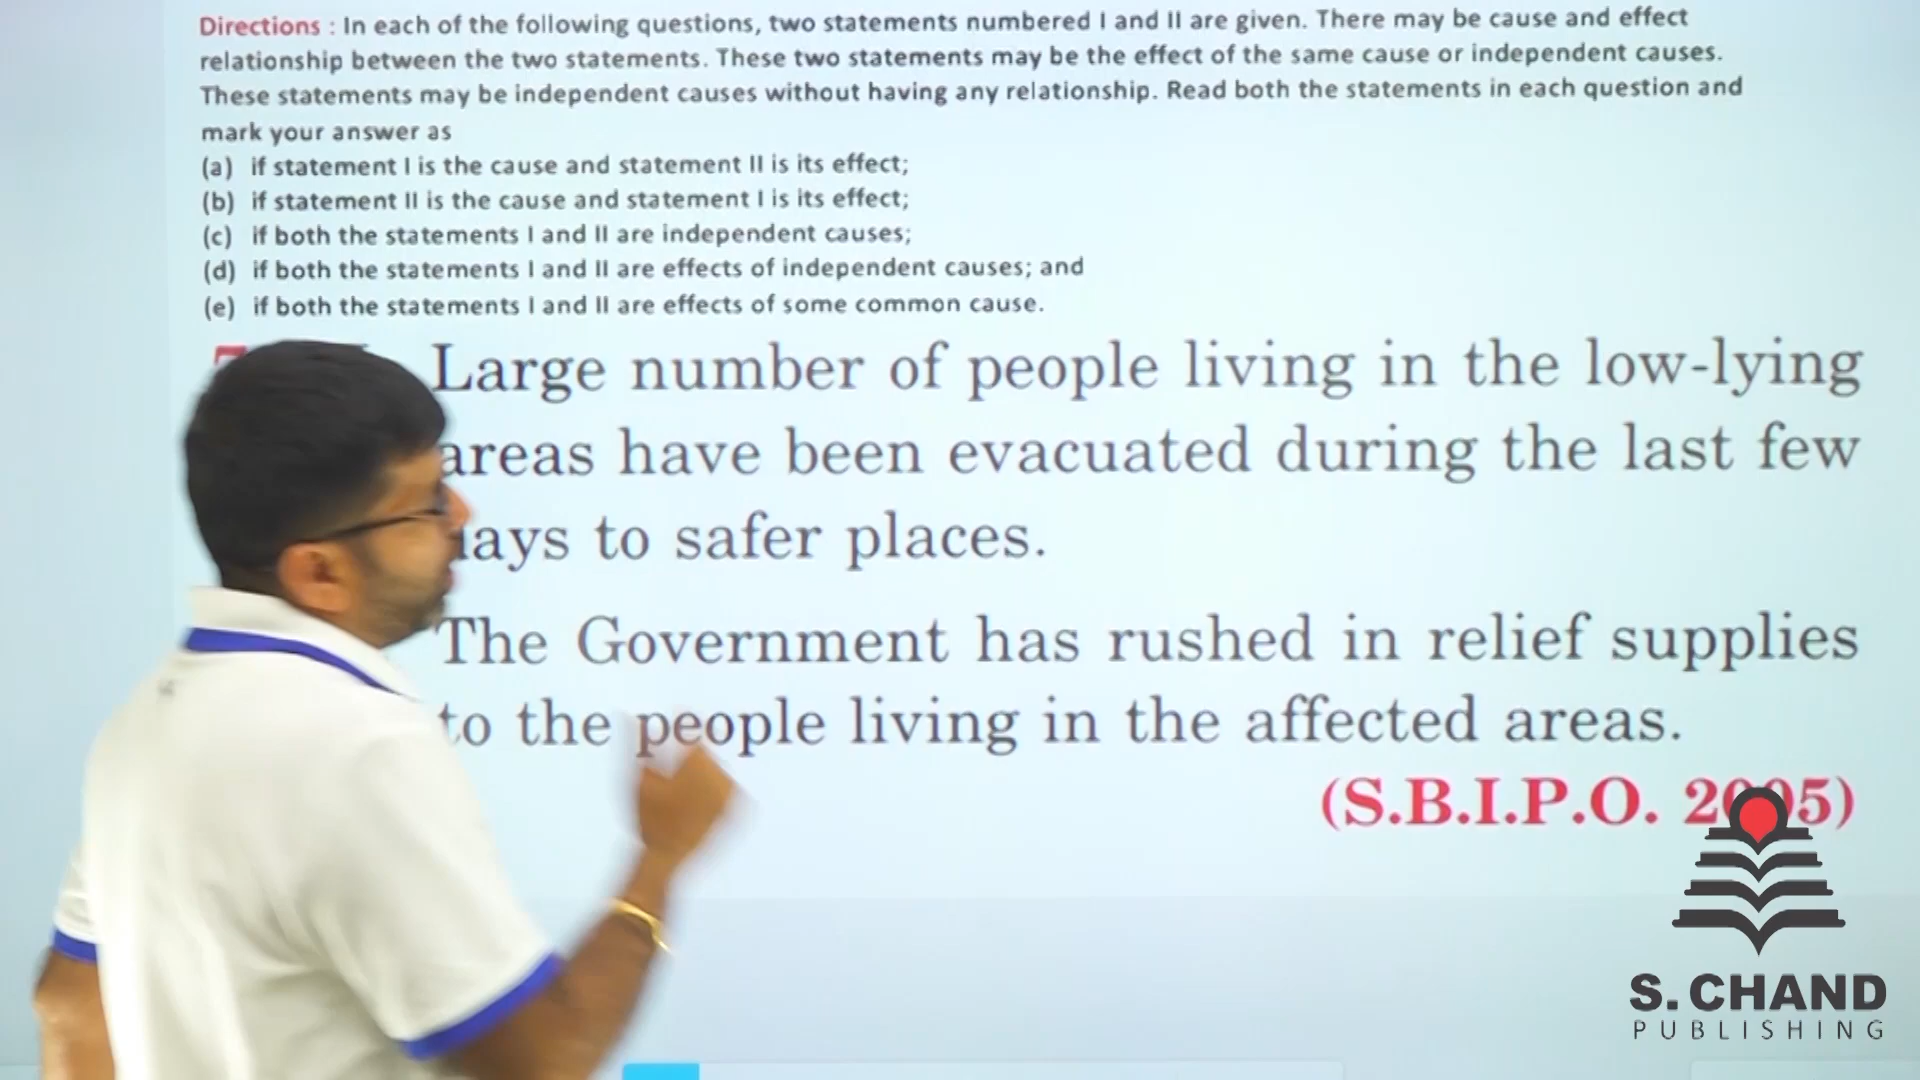 Directions : In each of the following questions, two statements numbered I and II are given. There may be cause and effect
relationship between the two statements. These two statements may be the effect of the same cause or independent causes.
These statements may be independent causes without having any relationship. Read both the statements in each question and
mark your answer as
(a) if statement I is the cause and statement II is its effect;
(b) if statement II is the cause and statement I is its effect;
(c) if both the statements I and II are independent causes;
(d) if both the statements I and II are effects of independent causes; and
(e) if both the statements I and II are effects of some common cause.
Large number of people living in the low-lying
areas have been evacuated during the last few
to safer places.
The Government has rushed in relief supplies
to the people living in the affected areas.
(S.B.I.P.O. 2005)
S. CHAND
PUBLISHING